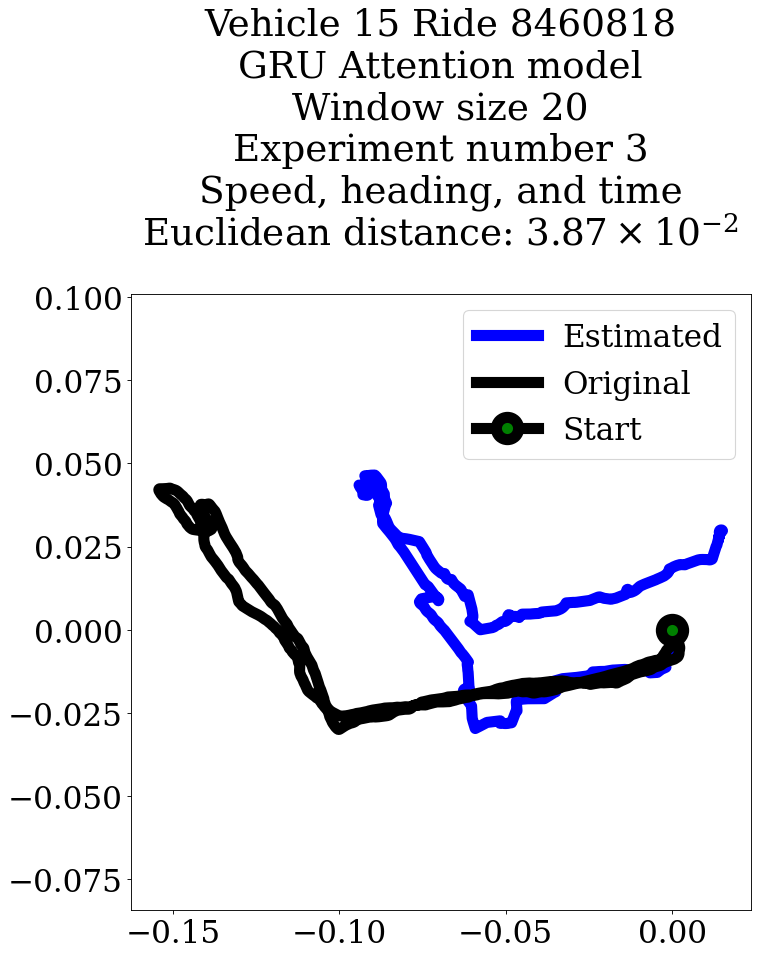 Vehicle 15 Ride 8460818
GRU Attention model
Window size 20
Experiment number 3
Speed, heading, and time
Euclidean distance: 3.87 × 10⁻²
Estimated
Original
Start
0.100
0.075
0.050
0.025
0.000
−0.025
−0.050
−0.075
−0.15
−0.10
−0.05
0.00